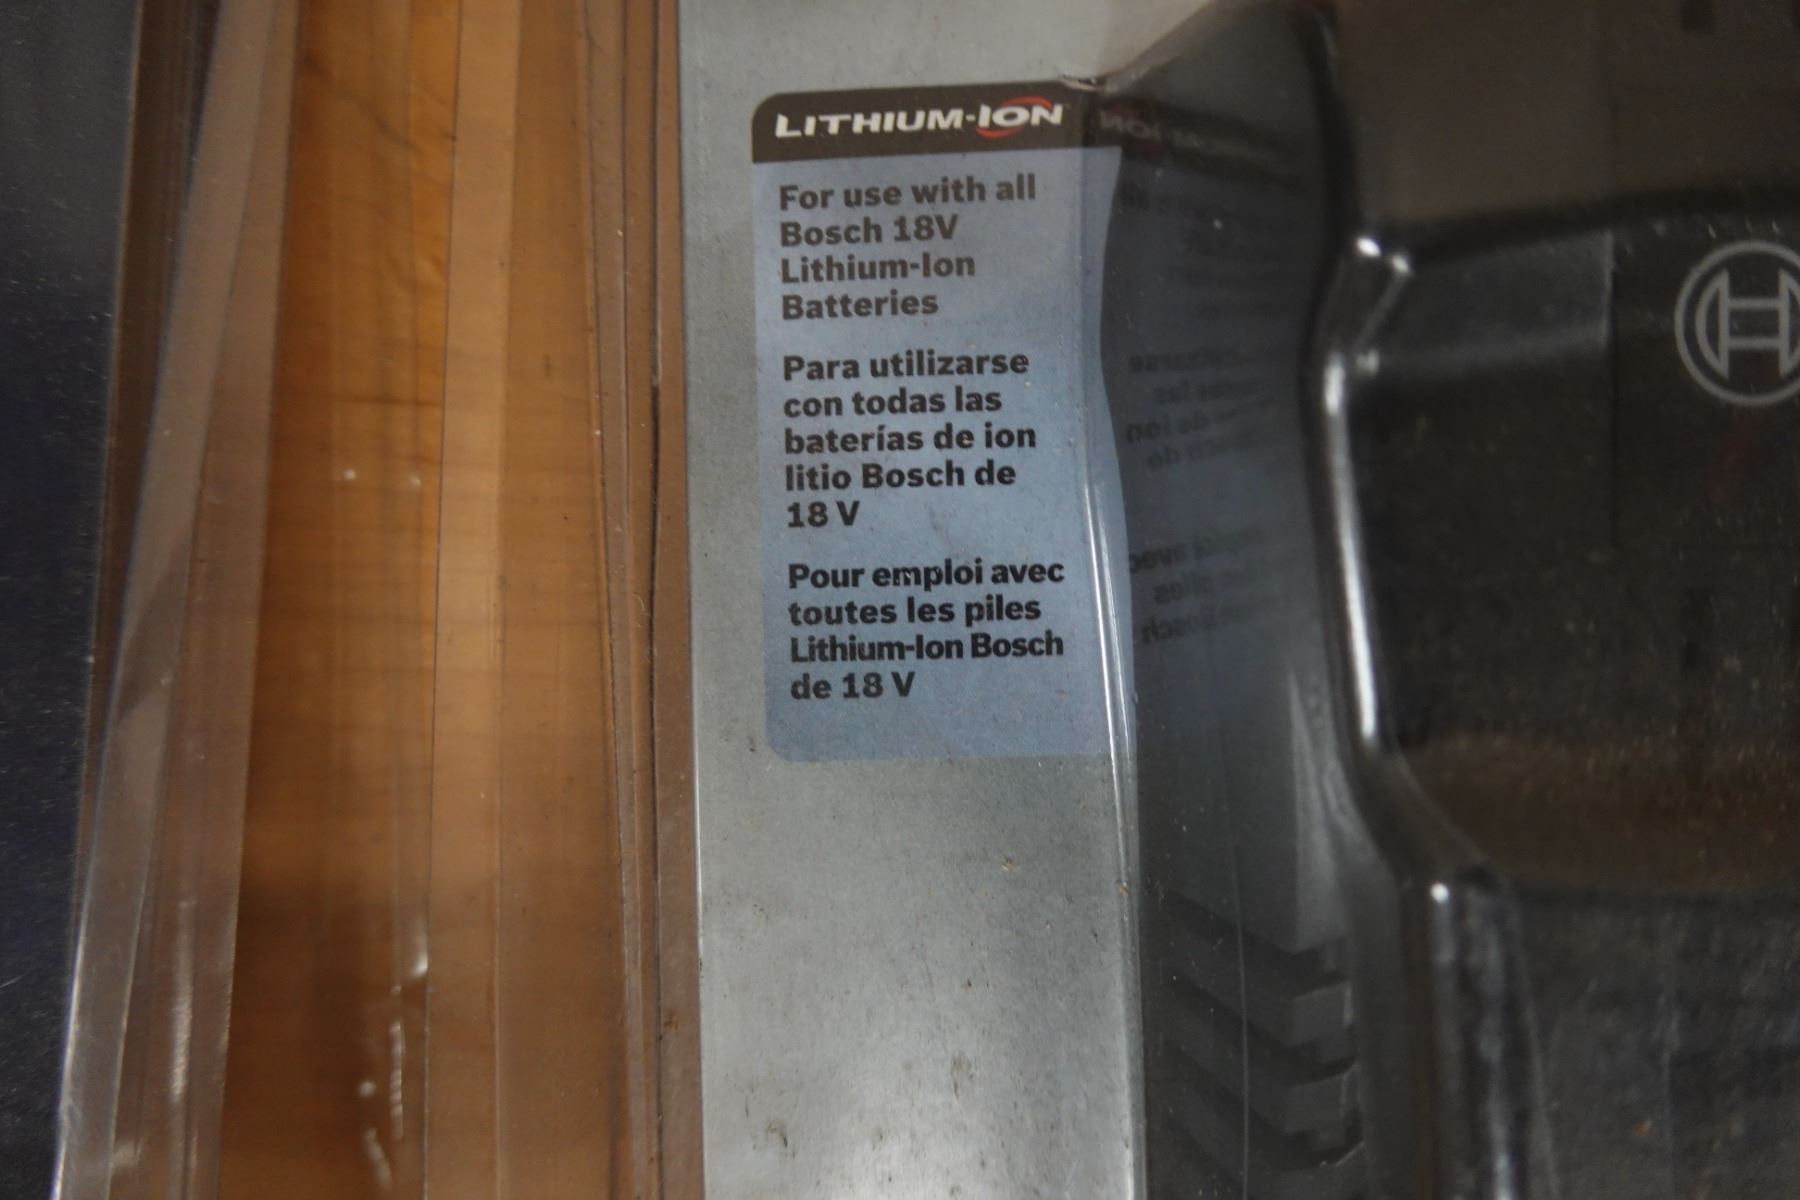 LITHIUM-ION
For use with all
Bosch 18V
Lithium-Ion
Batteries
Para utilizarse
con todas las
baterías de ion
litio Bosch de
18 V
Pour emploi avec
toutes les piles
Lithium-Ion Bosch
de 18 V